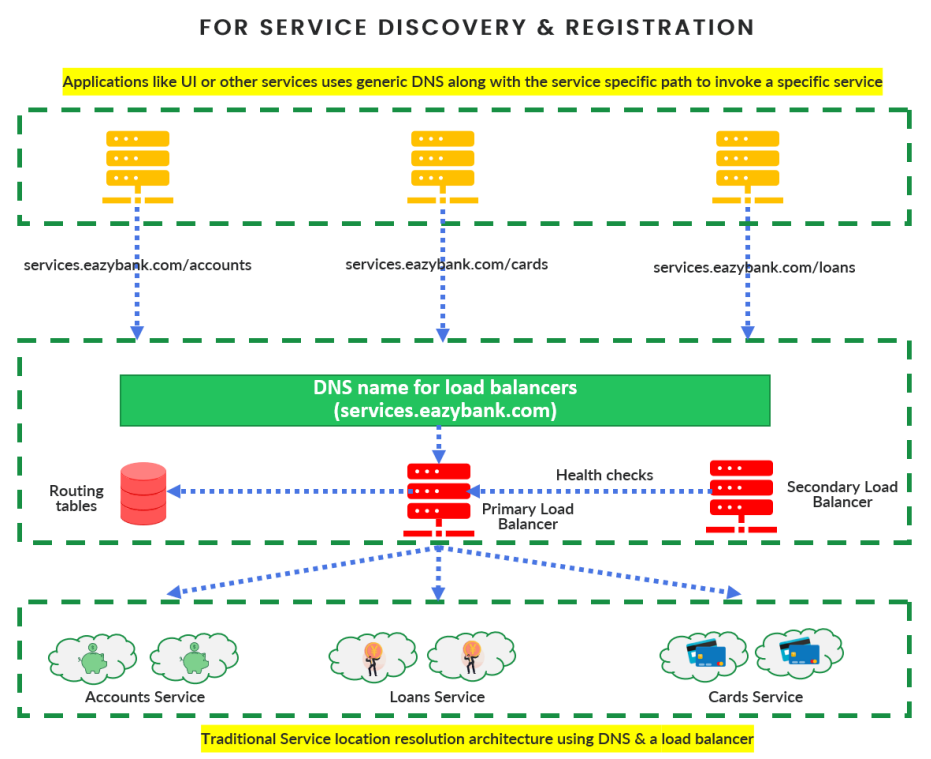 FOR SERVICE DISCOVERY & REGISTRATION
Applications like UI or other services uses generic DNS along with the service specific path to invoke a specific service
services.eazybank.com/accounts
services.eazybank.com/cards
services.eazybank.com/loans
DNS name for load balancers
(services.eazybank.com)
Routing
tables
Primary Load
Balancer
Health checks
Secondary Load
Balancer
Accounts Service
Loans Service
Cards Service
Traditional Service location resolution architecture using DNS & a load balancer